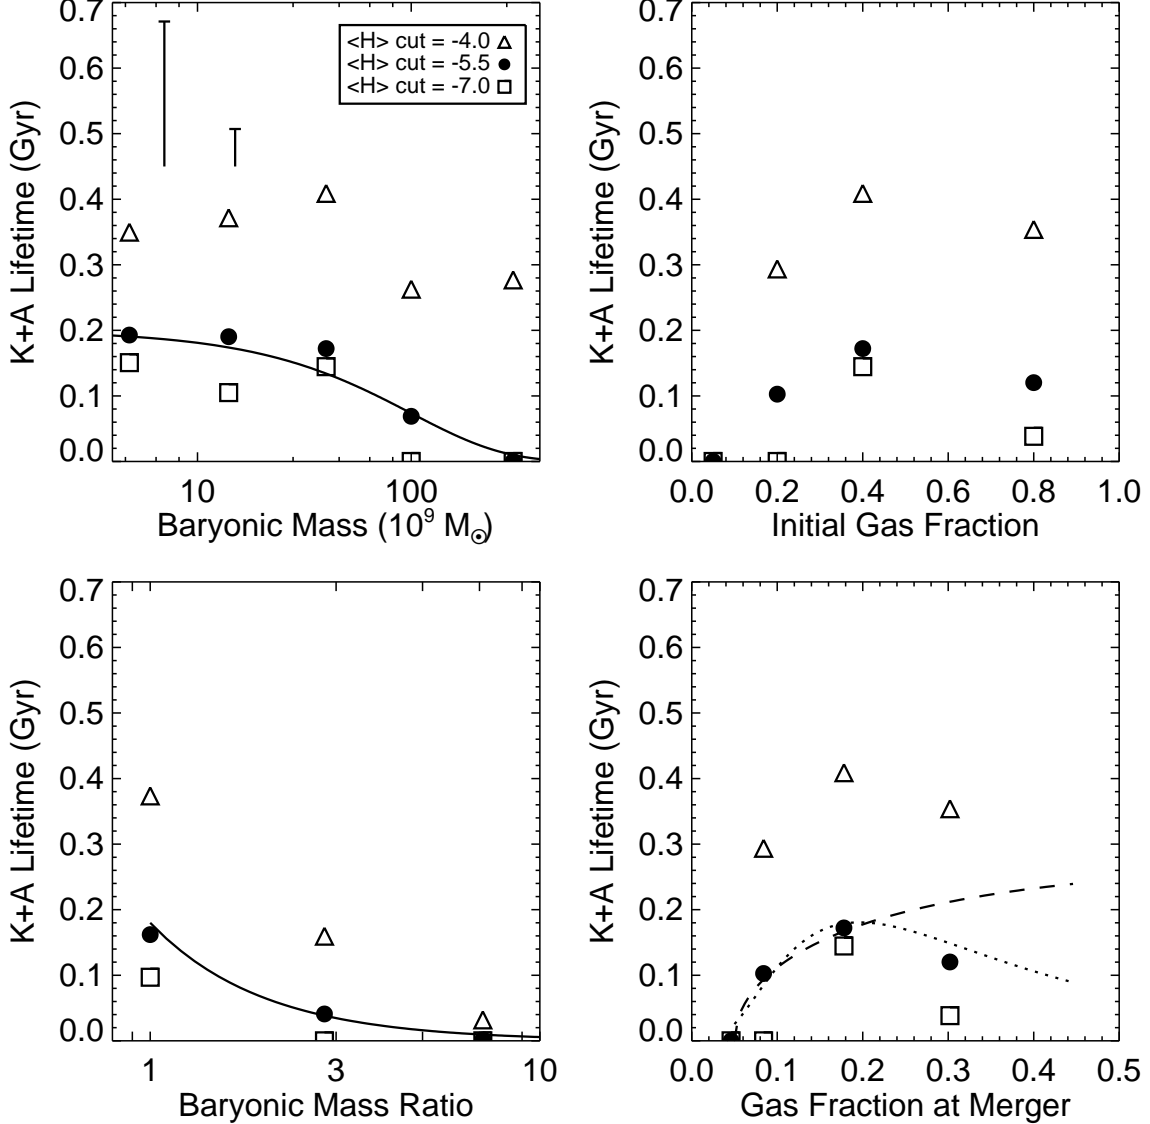 0.7
0.6
0.5
0.4
0.3
0.2
0.1
0.0
K+A Lifetime (Gyr)
<H> cut = -4.0
<H> cut = -5.5
<H> cut = -7.0
10 100
Baryonic Mass (10⁹ M☉)
0.7
0.6
0.5
0.4
0.3
0.2
0.1
0.0
K+A Lifetime (Gyr)
0.0 0.2 0.4 0.6 0.8 1.0
Initial Gas Fraction
0.7
0.6
0.5
0.4
0.3
0.2
0.1
0.0
K+A Lifetime (Gyr)
1 3 10
Baryonic Mass Ratio
0.7
0.6
0.5
0.4
0.3
0.2
0.1
0.0
K+A Lifetime (Gyr)
0.0 0.1 0.2 0.3 0.4 0.5
Gas Fraction at Merger